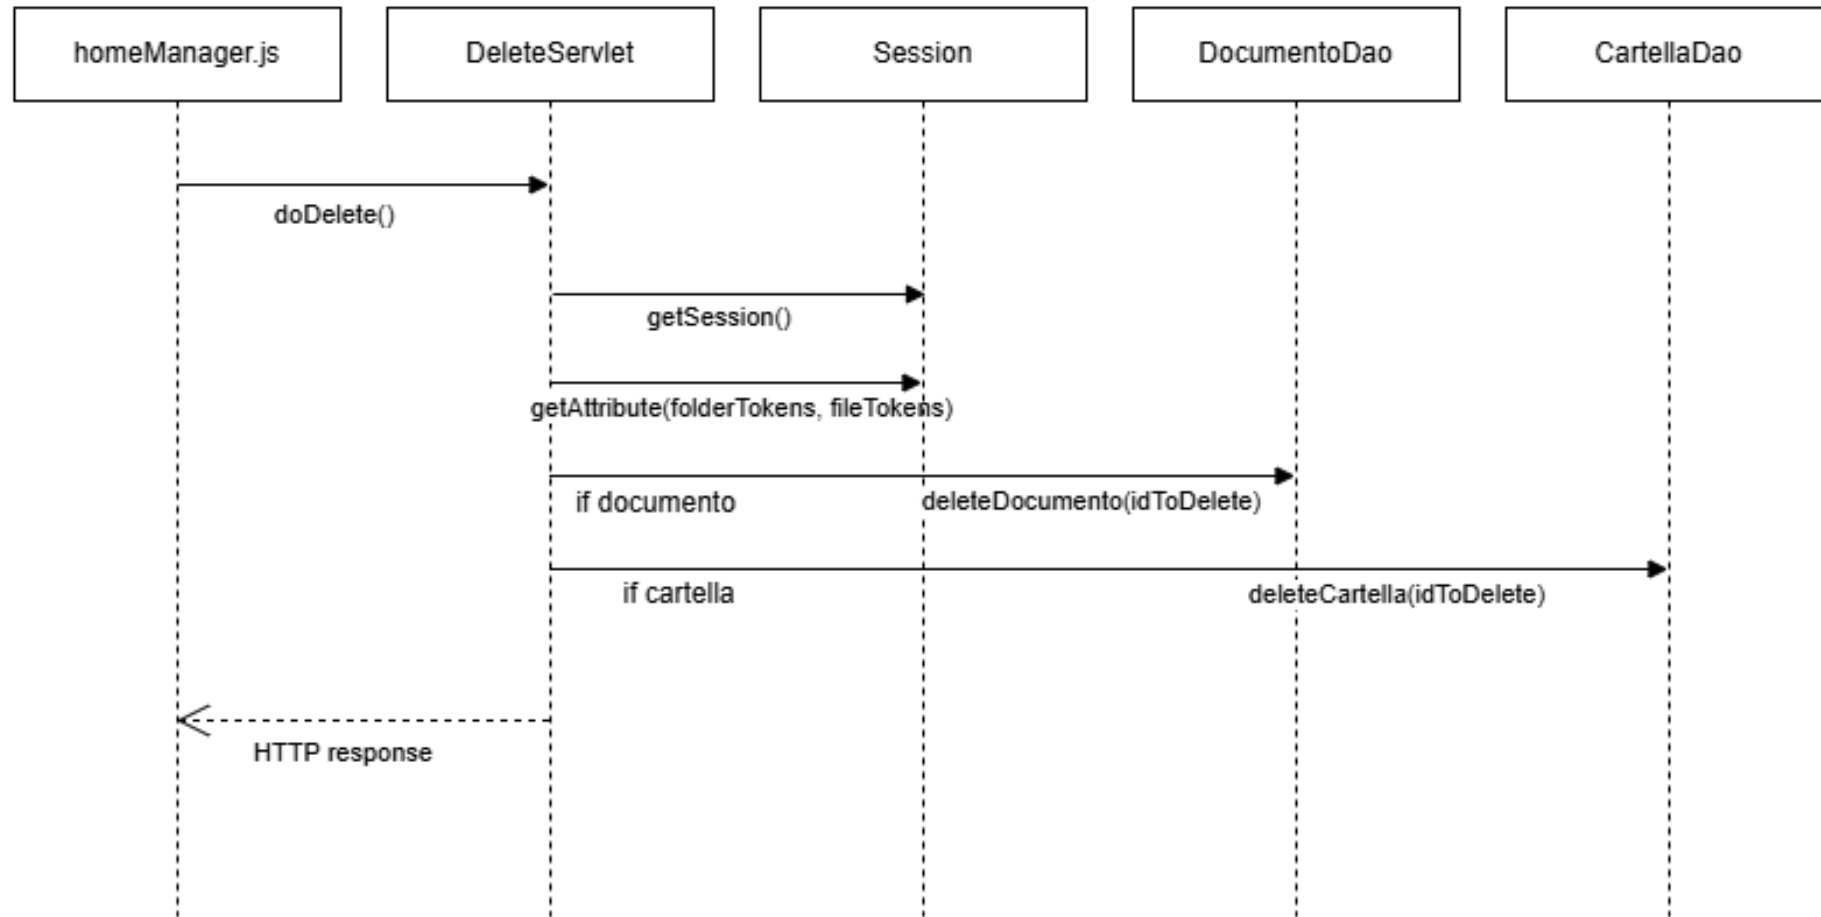 homeManager.js
DeleteServlet
Session
DocumentoDao
CartellaDao
doDelete()
getSession()
getAttribute(folderTokens, fileTokens)
if documento
deleteDocumento(idToDelete)
if cartella
deleteCartella(idToDelete)
HTTP response